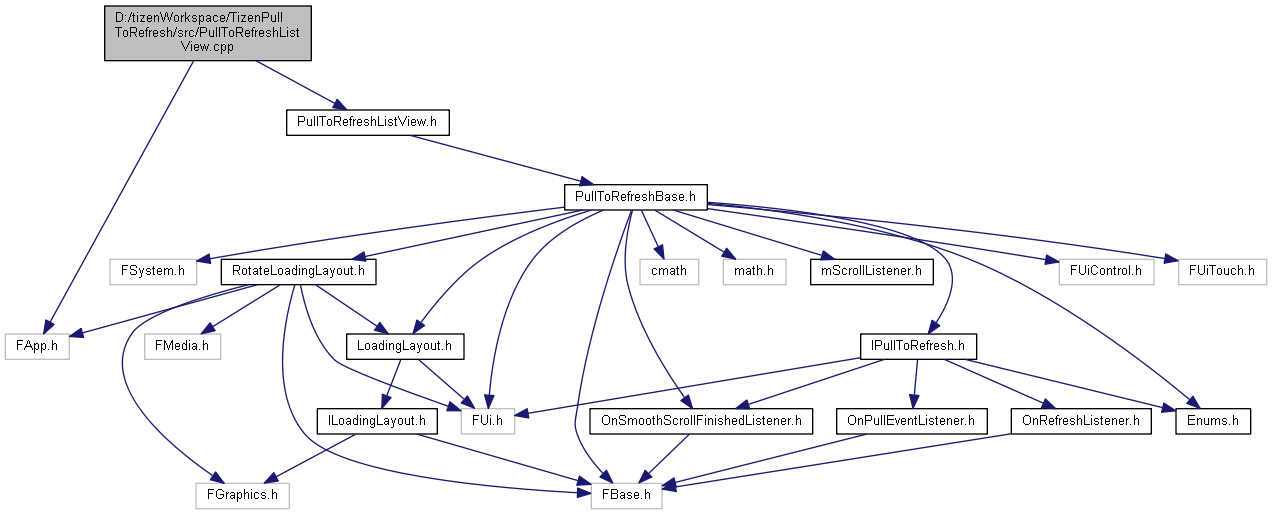 D:/tizenWorkspace/TizenPull
ToRefresh/src/PullToRefreshList
View.cpp
PullToRefreshListView.h
PullToRefreshBase.h
FSystem.h
RotateLoadingLayout.h
cmath
math.h
mScrollListener.h
FUiControl.h
FUiTouch.h
FApp.h
FMedia.h
LoadingLayout.h
IPullToRefresh.h
ILoadingLayout.h
FUi.h
OnSmoothScrollFinishedListener.h
OnPullEventListener.h
OnRefreshListener.h
Enums.h
FGraphics.h
FBase.h